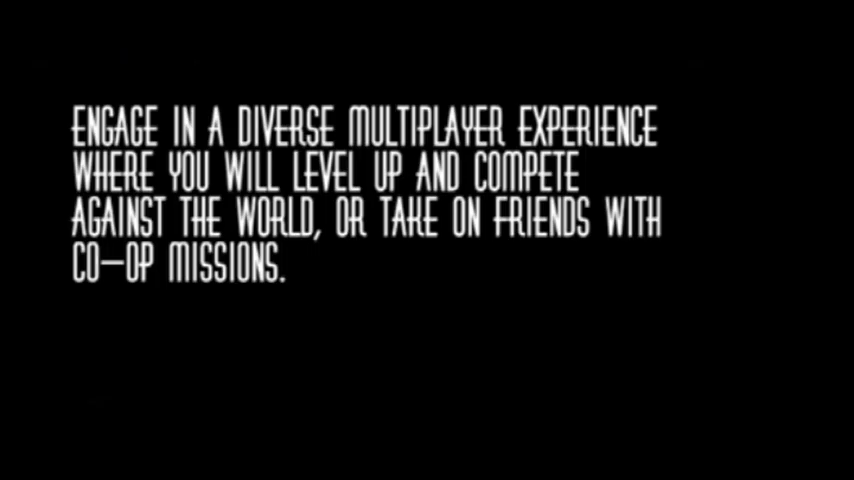 ENGAGE IN A DIVERSE MULTIPLAYER EXPERIENCE
WHERE YOU WILL LEVEL UP AND COMPETE
AGAINST THE WORLD, OR TAKE ON FRIENDS WITH
CO-OP MISSIONS.